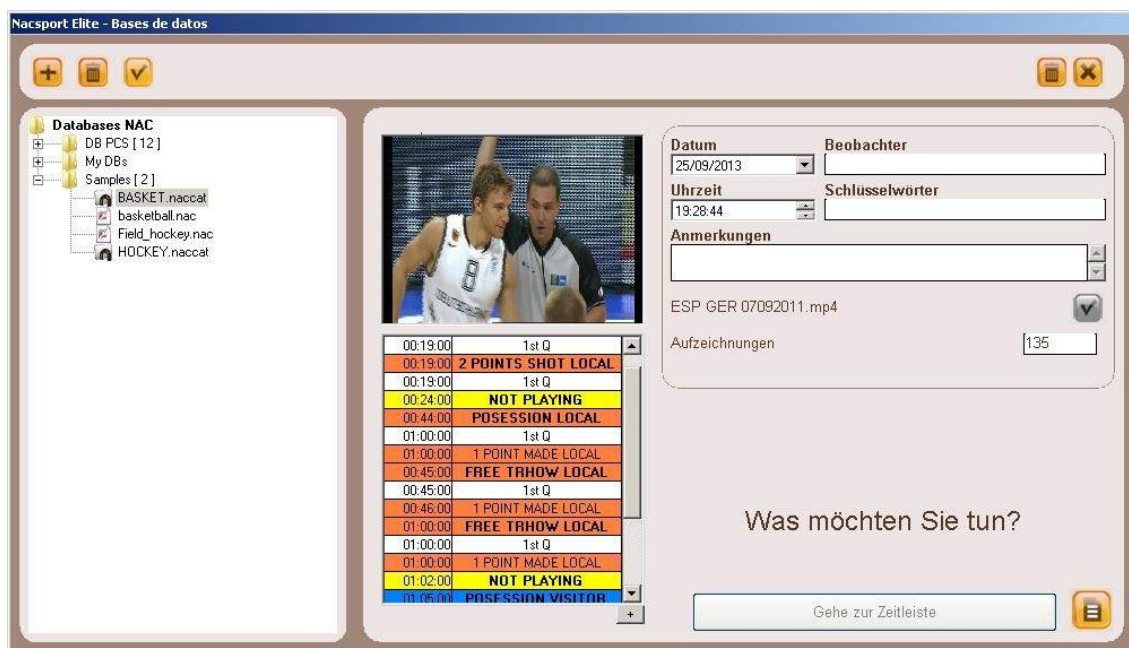 Nacsport Elite - Bases de datos
Databases NAC
DB PCS [ 12 ]
My DBs
Samples [ 2 ]
BASKET.naccat
basketball.nac
Field_hockey.nac
HOCKEY.naccat
8
00:19:00 1st Q
00:19:00 2 POINTS SHOT LOCAL
00:19:00 1st Q
00:24:00 NOT PLAYING
00:44:00 POSESSION LOCAL
01:00:00 1st Q
01:00:00 1 POINT MADE LOCAL
00:45:00 FREE TRHOW LOCAL
00:45:00 1st Q
00:46:00 1 POINT MADE LOCAL
01:00:00 FREE TRHOW LOCAL
01:00:00 1st Q
01:00:00 1 POINT MADE LOCAL
01:02:00 NOT PLAYING
01:05:00 POSESSION VISITOR
+
Datum Beobachter
25/09/2013
Uhrzeit Schlüsselwörter
19:28:44
Anmerkungen
ESP GER 07092011.mp4
Aufzeichnungen 135
Was möchten Sie tun?
Gehe zur Zeitleiste